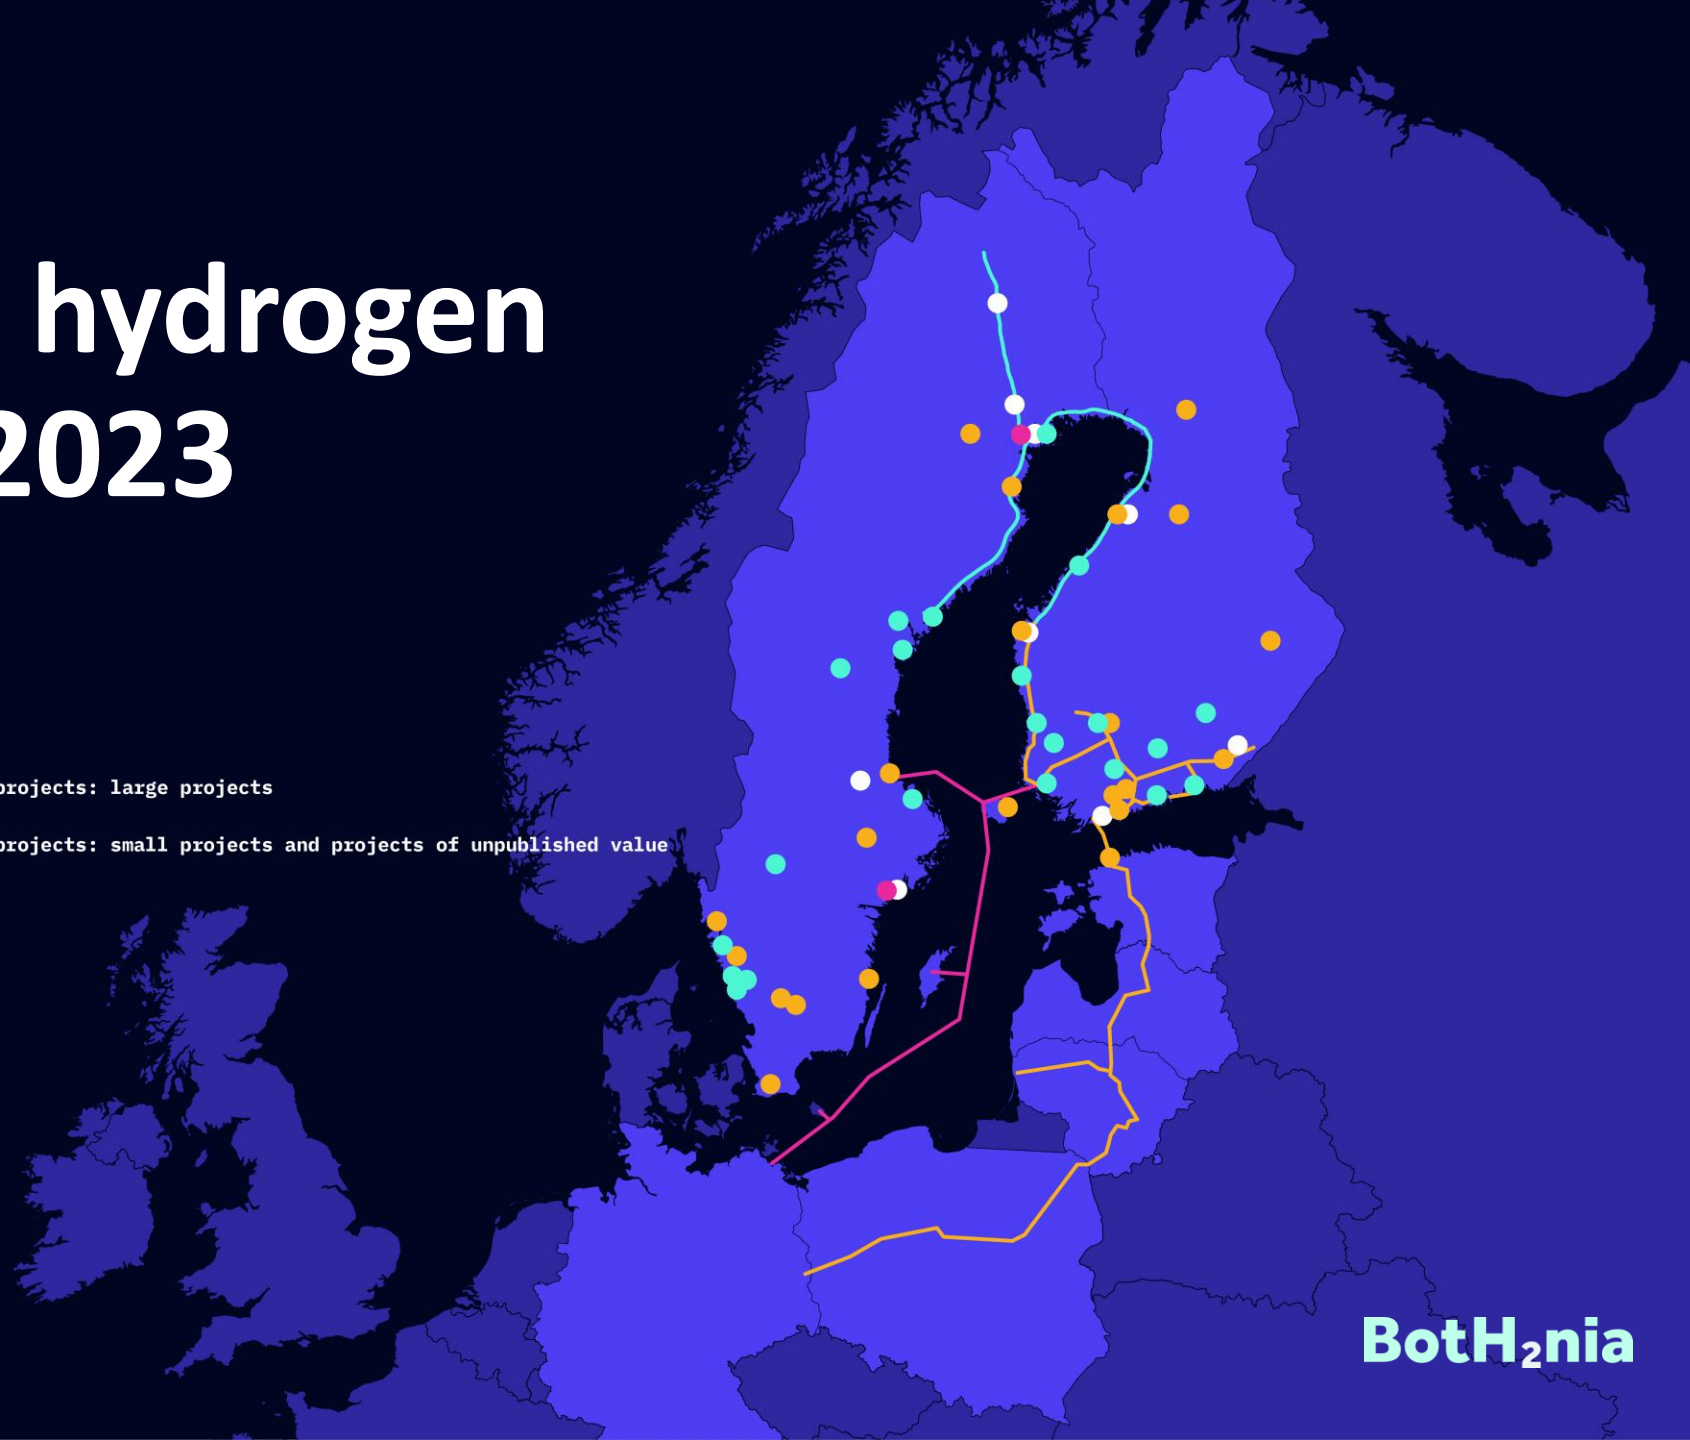 hydrogen
2023
projects: large projects
projects: small projects and projects of unpublished value
BotH₂nia